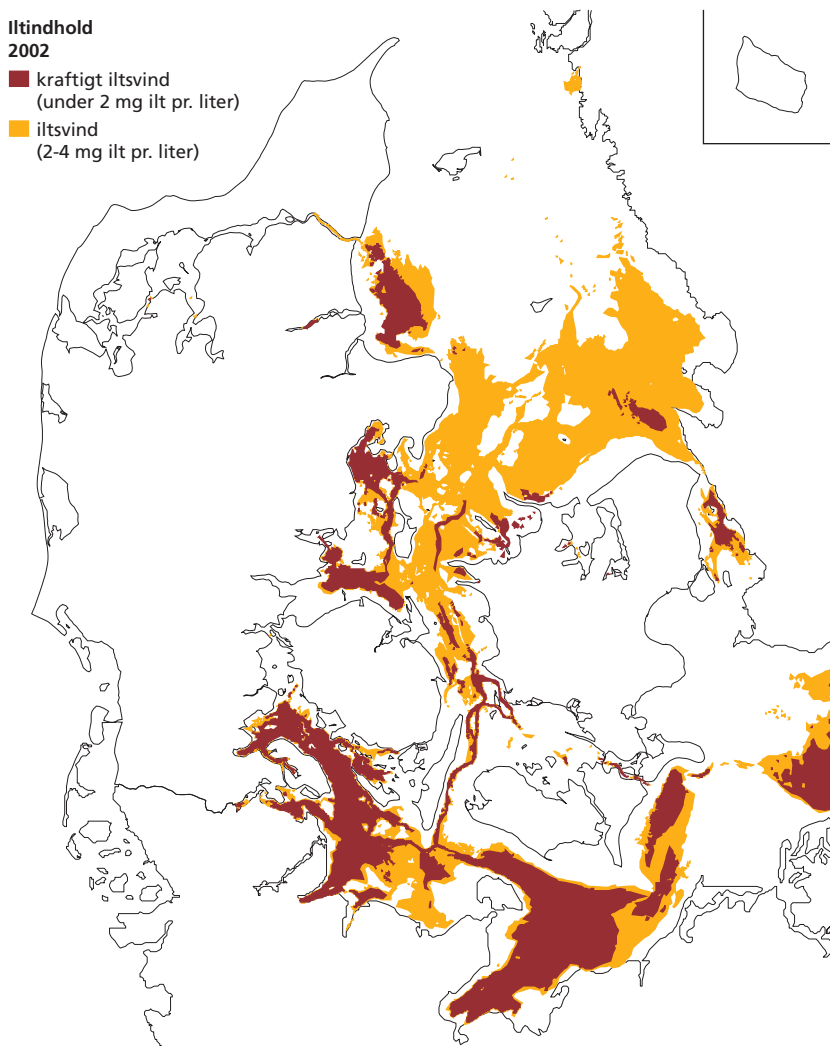 Iltindhold
2002
kraftigt iltsvind
(under 2 mg ilt pr. liter)
iltsvind
(2-4 mg ilt pr. liter)